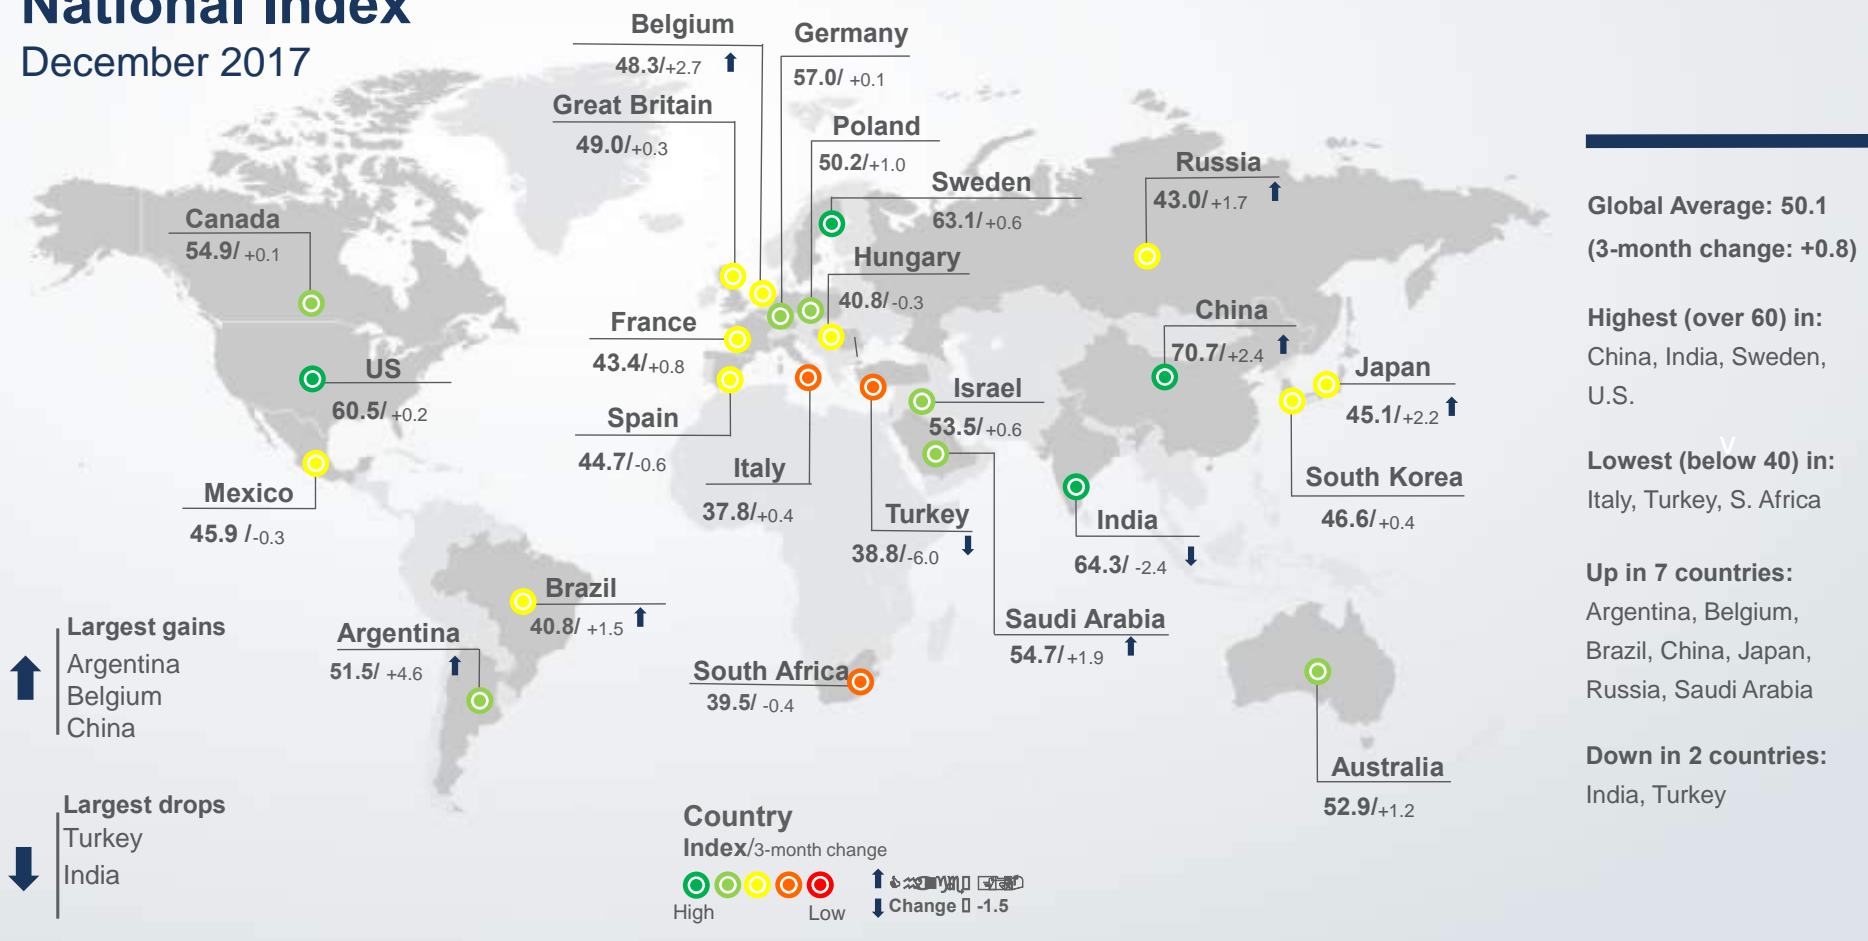 National Index
December 2017
Belgium
48.3/+2.7
Germany
57.0/ +0.1
Great Britain
49.0/+0.3
Poland
50.2/+1.0
Sweden
63.1/+0.6
Russia
43.0/+1.7
Canada
54.9/ +0.1
Hungary
40.8/-0.3
France
43.4/+0.8
China
70.7/+2.4
US
60.5/ +0.2
Japan
45.1/+2.2
Israel
53.5/+0.6
Spain
44.7/-0.6
Italy
37.8/+0.4
South Korea
46.6/+0.4
Mexico
45.9 /-0.3
Turkey
38.8/-6.0
India
64.3/ -2.4
Brazil
40.8/ +1.5
Argentina
51.5/ +4.6
Saudi Arabia
54.7/+1.9
South Africa
39.5/ -0.4
Australia
52.9/+1.2
Largest gains
Argentina
Belgium
China
Largest drops
Turkey
India
Country
Index/3-month change
High
Low
Change -1.5
Global Average: 50.1
(3-month change: +0.8)
Highest (over 60) in:
China, India, Sweden,
U.S.
v
Lowest (below 40) in:
Italy, Turkey, S. Africa
Up in 7 countries:
Argentina, Belgium,
Brazil, China, Japan,
Russia, Saudi Arabia
Down in 2 countries:
India, Turkey